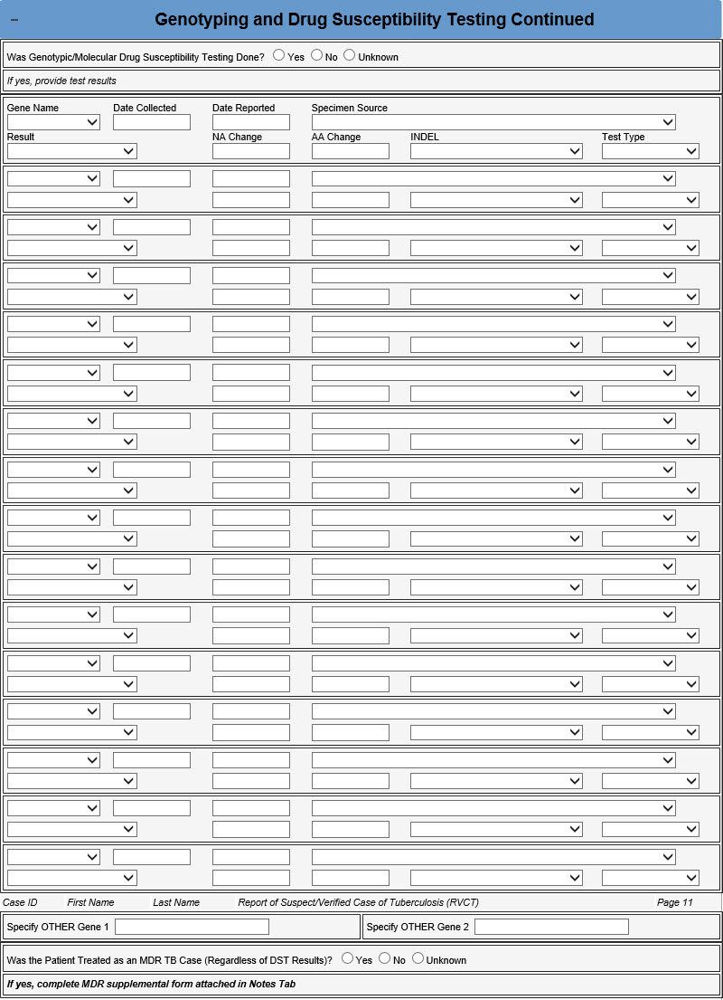 Genotyping and Drug Susceptibility Testing Continued
Was Genotypic/Molecular Drug Susceptibility Testing Done? Yes No Unknown
If yes, provide test results
Gene Name Date Collected Date Reported Specimen Source
Result NA Change AA Change INDEL Test Type
Case ID First Name Last Name Report of Suspect/Verified Case of Tuberculosis (RVCT) Page 11
Specify OTHER Gene 1 Specify OTHER Gene 2
Was the Patient Treated as an MDR TB Case (Regardless of DST Results)? Yes No Unknown
If yes, complete MDR supplemental form attached in Notes Tab